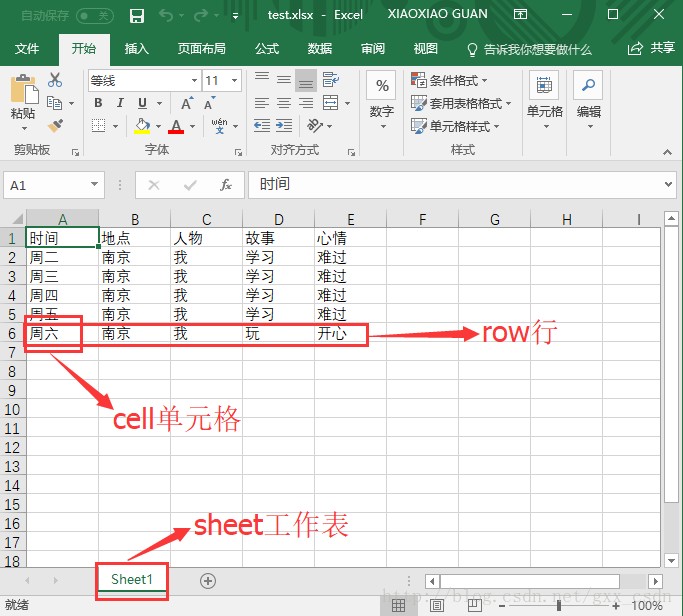 自动保存 关 test.xlsx - Excel XIAOXIAO GUAN
文件 开始 插入 页面布局 公式 数据 审阅 视图 告诉我你想要做什么 共享
粘贴 等线 11 条件格式 套用表格格式 单元格样式 数字 单元格 编辑
B I U A A
A wén 文 %
剪贴板 字体 对齐方式 样式
A1 fx 时间
A B C D E F G H I
1 时间 地点 人物 故事 心情
2 周二 南京 我 学习 难过
3 周三 南京 我 学习 难过
4 周四 南京 我 学习 难过
5 周五 南京 我 学习 难过
6 周六 南京 我 玩 开心
row行
7
8
9
10
cell单元格
11
12
13
14
15
16
sheet工作表
17
18
Sheet1
http://blog.csdn.net/gxx_csdn
就绪 100%